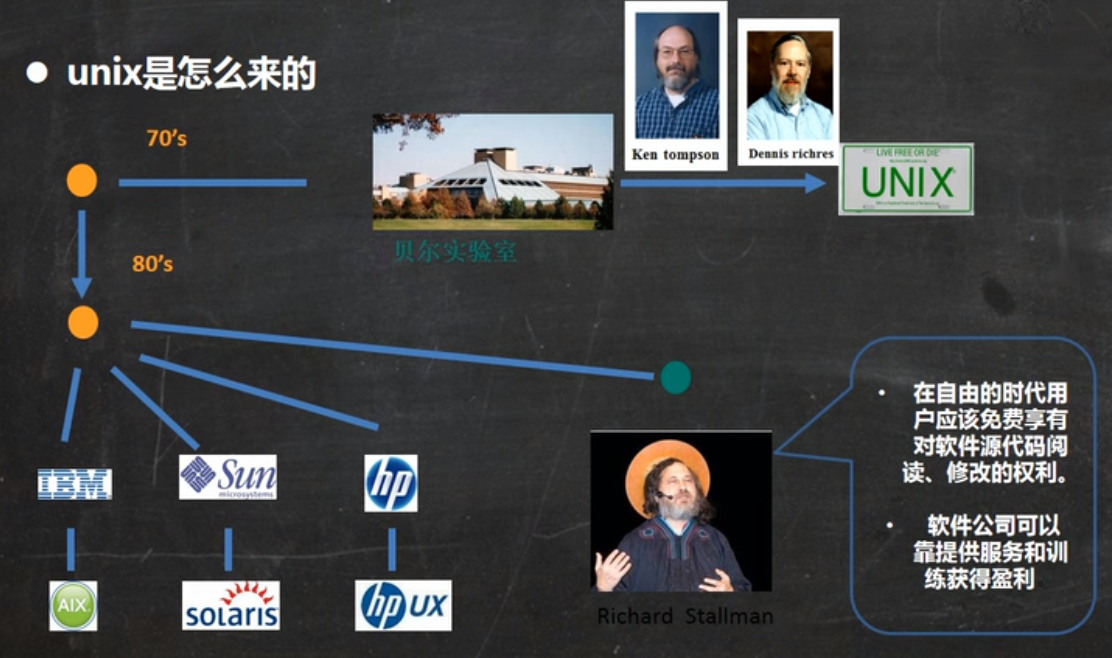 unix是怎么来的
70's
Ken tompson
Dennis richres
LIVE FREE OR DIE
UNIX
贝尔实验室
80's
IBM
Sun
microsystems
hp
AIX
solaris
hp UX
Richard Stallman
在自由的时代用
户应该免费享有
对软件源代码阅
读、修改的权利。
软件公司可以
靠提供服务和训
练获得盈利